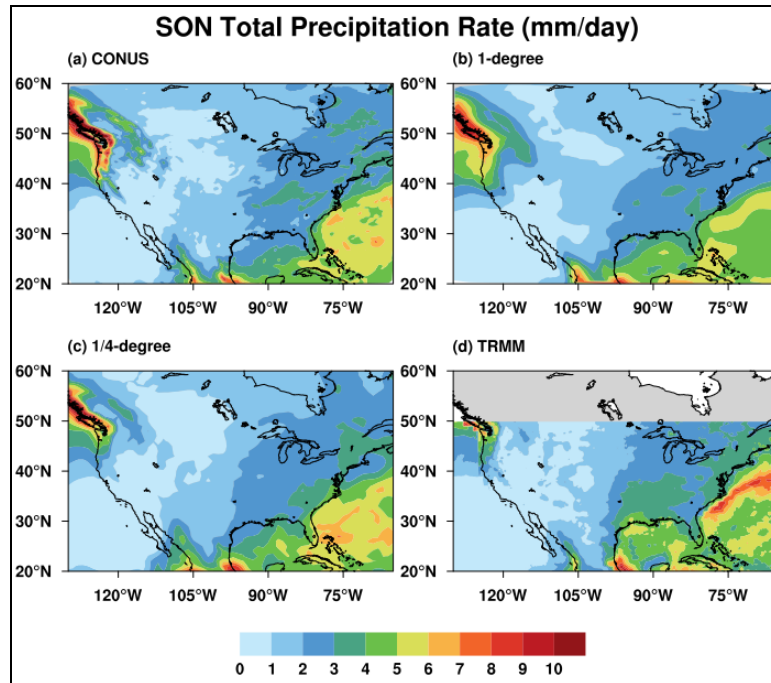 SON Total Precipitation Rate (mm/day)
(a) CONUS
(b) 1-degree
60°N
50°N
40°N
30°N
20°N
120°W 105°W 90°W 75°W
60°N
50°N
40°N
30°N
20°N
120°W 105°W 90°W 75°W
(c) 1/4-degree
(d) TRMM
60°N
50°N
40°N
30°N
20°N
120°W 105°W 90°W 75°W
60°N
50°N
40°N
30°N
20°N
120°W 105°W 90°W 75°W
0 1 2 3 4 5 6 7 8 9 10